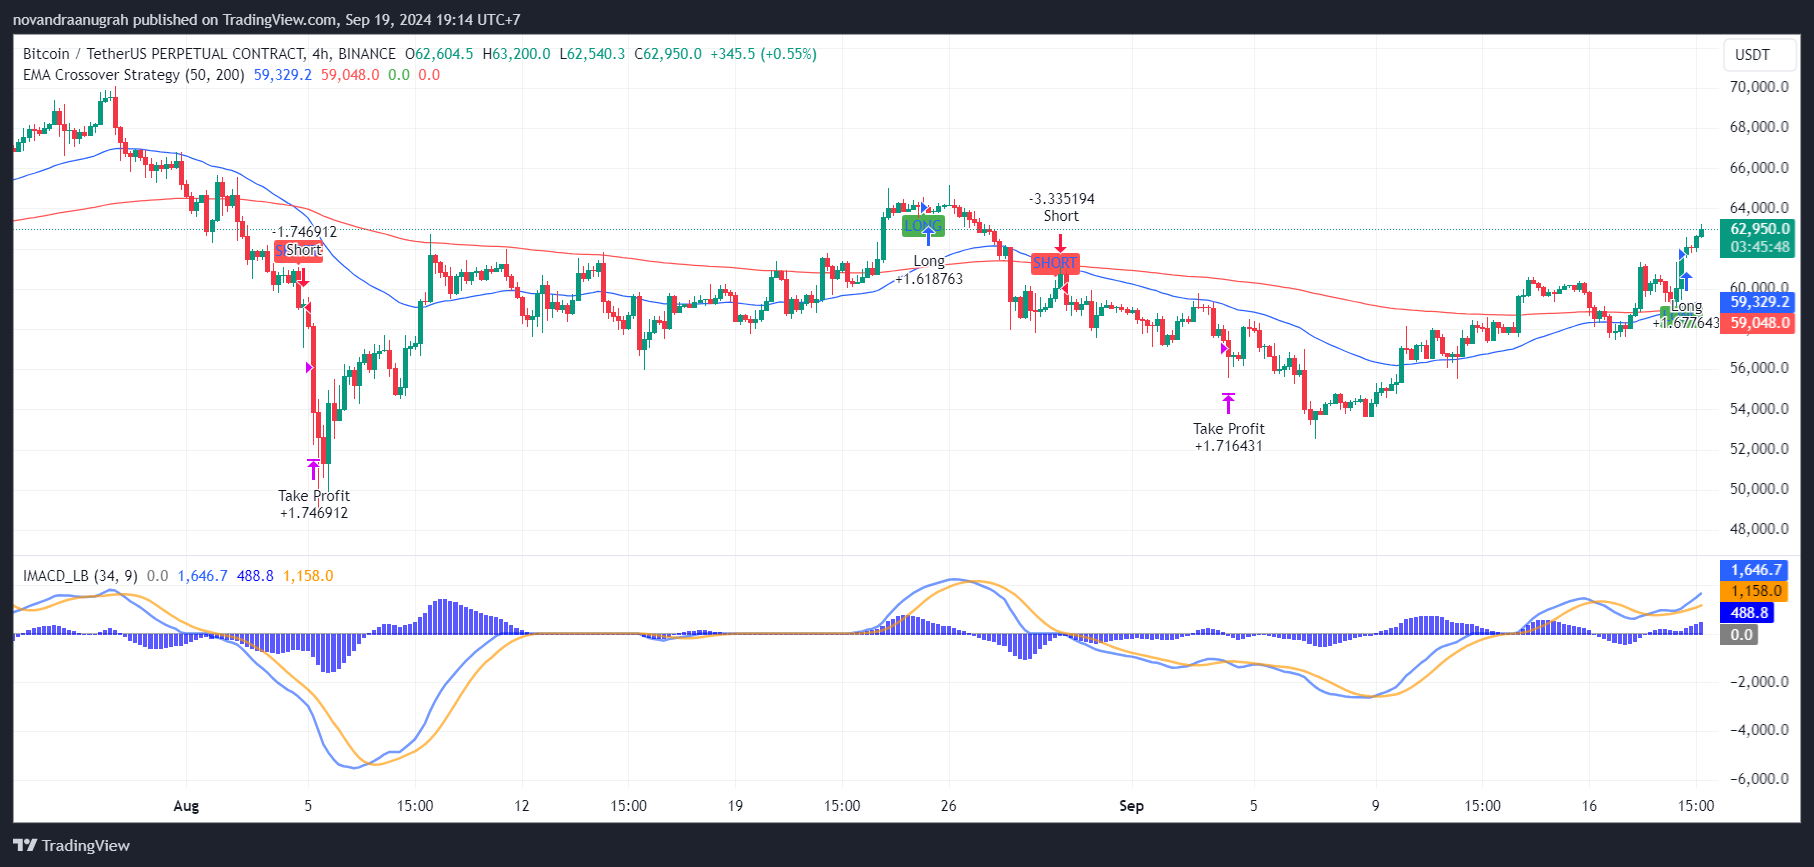 novandraanugrah published on TradingView.com, Sep 19, 2024 19:14 UTC+7
Bitcoin / TetherUS PERPETUAL CONTRACT, 4h, BINANCE O62,604.5 H63,200.0 L62,540.3 C62,950.0 +345.5 (+0.55%)
EMA Crossover Strategy (50, 200) 59,329.2 59,048.0 0.0 0.0
USDT
70,000.0
68,000.0
66,000.0
64,000.0
62,950.0
03:45:48
60,000.0
59,329.2
59,048.0
56,000.0
54,000.0
52,000.0
50,000.0
48,000.0
-1.746912
Short
Take Profit
+1.746912
LONG
Long
+1.618763
-3.335194
Short
SHORT
Take Profit
+1.716431
Long
+1.677643
IMACD_LB (34, 9) 0.0 1,646.7 488.8 1,158.0
1,646.7
1,158.0
488.8
0.0
−2,000.0
−4,000.0
−6,000.0
Aug 5 15:00 12 15:00 19 15:00 26 Sep 5 9 15:00 16 15:00
TradingView